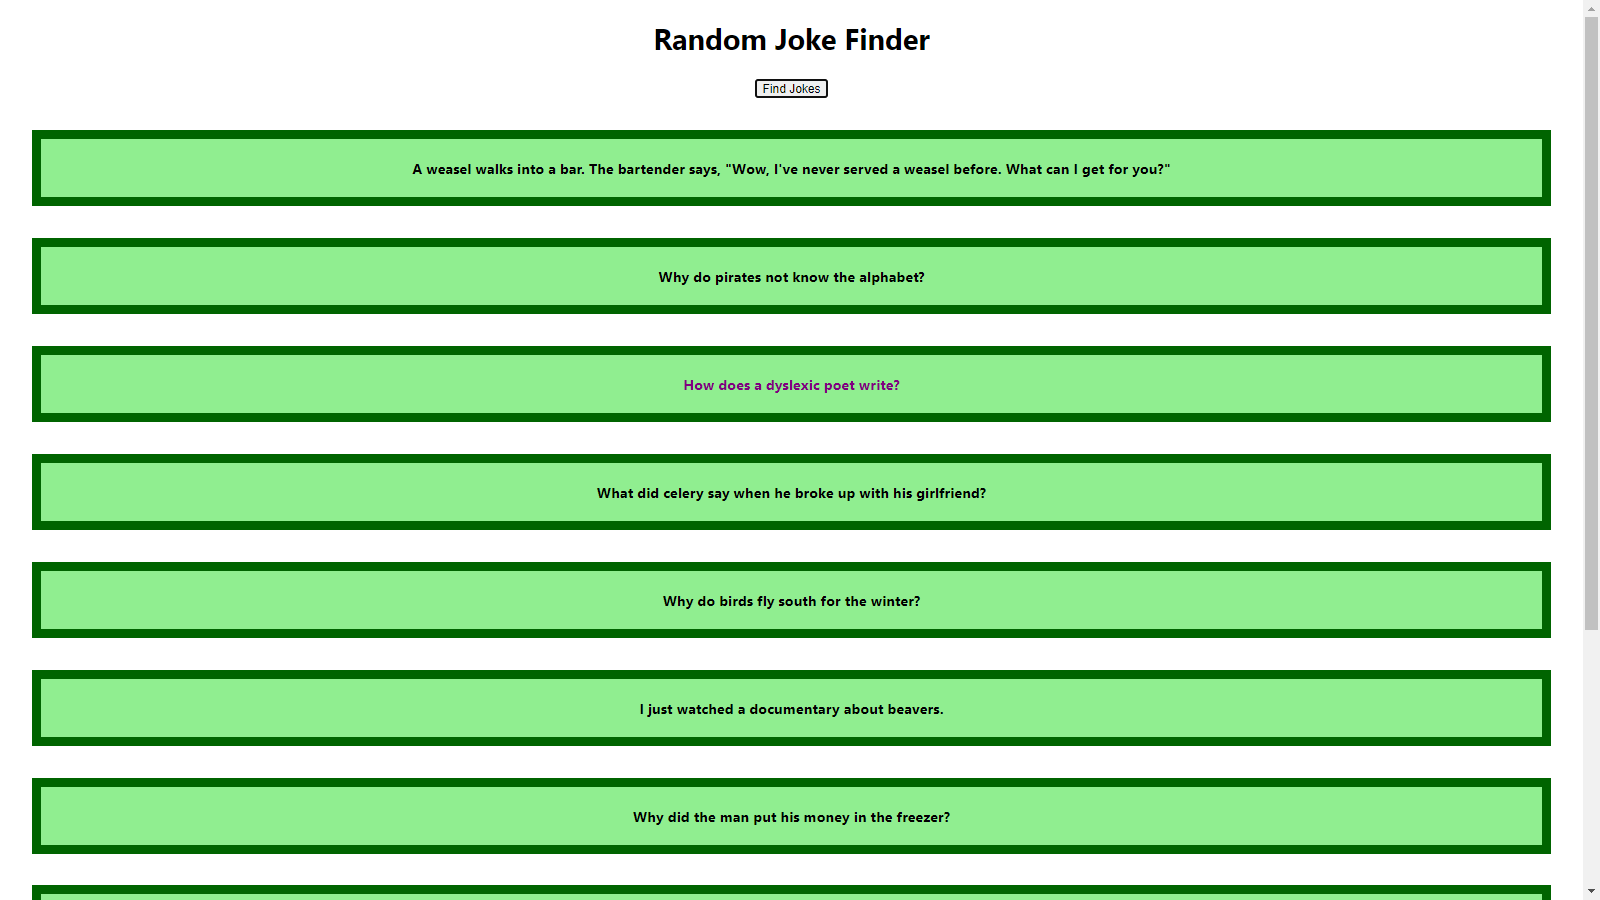 Random Joke Finder
Find Jokes
A weasel walks into a bar. The bartender says, "Wow, I've never served a weasel before. What can I get for you?"
Why do pirates not know the alphabet?
How does a dyslexic poet write?
What did celery say when he broke up with his girlfriend?
Why do birds fly south for the winter?
I just watched a documentary about beavers.
Why did the man put his money in the freezer?